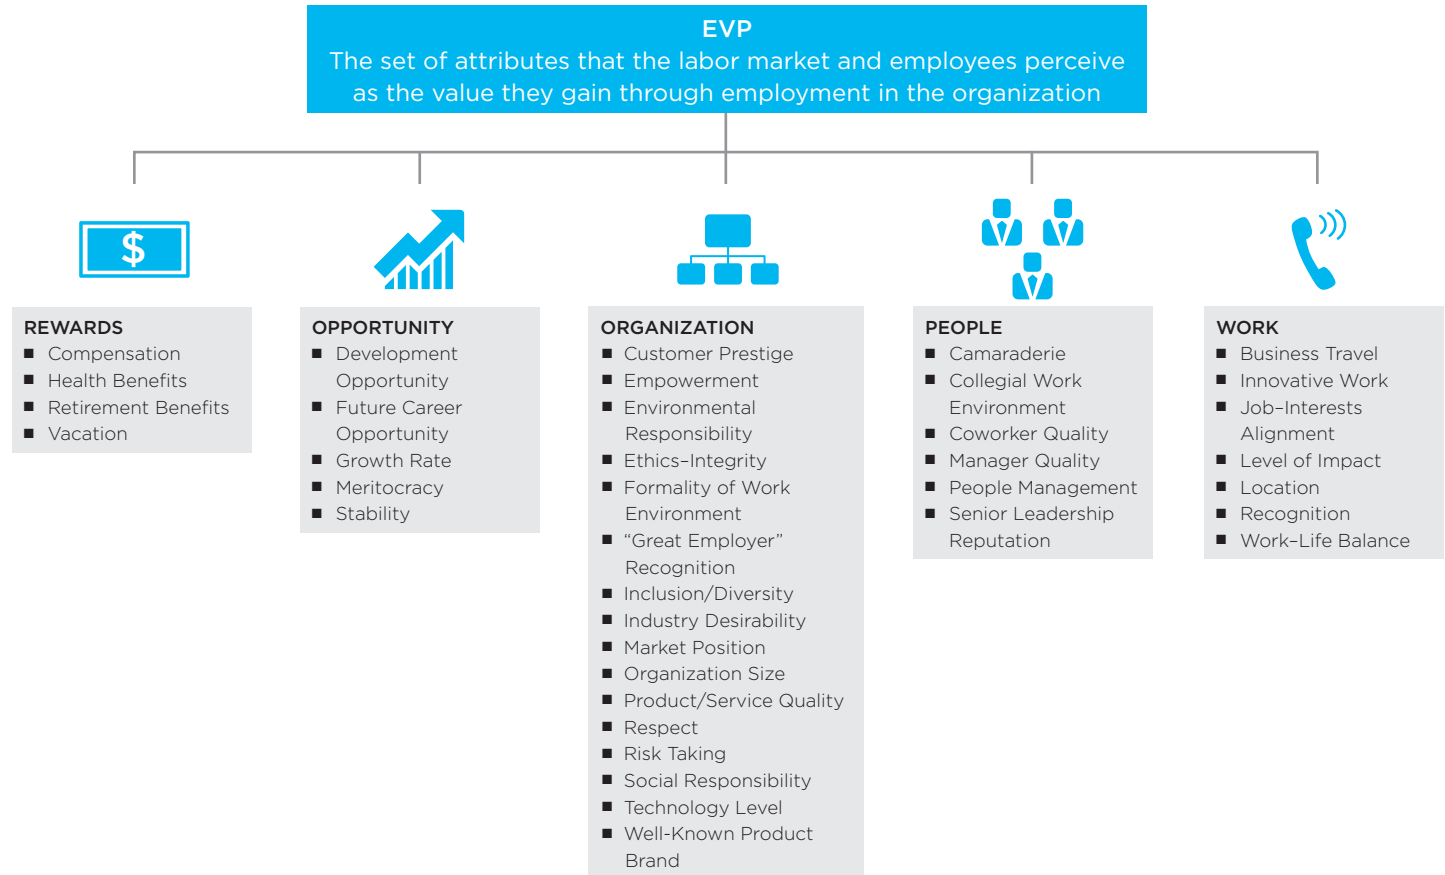 EVP
The set of attributes that the labor market and employees perceive
as the value they gain through employment in the organization
$
REWARDS
■ Compensation
■ Health Benefits
■ Retirement Benefits
■ Vacation
OPPORTUNITY
■ Development
Opportunity
■ Future Career
Opportunity
■ Growth Rate
■ Meritocracy
■ Stability
ORGANIZATION
■ Customer Prestige
■ Empowerment
■ Environmental
Responsibility
■ Ethics–Integrity
■ Formality of Work
Environment
■ “Great Employer”
Recognition
■ Inclusion/Diversity
■ Industry Desirability
■ Market Position
■ Organization Size
■ Product/Service Quality
■ Respect
■ Risk Taking
■ Social Responsibility
■ Technology Level
■ Well-Known Product
Brand
PEOPLE
■ Camaraderie
■ Collegial Work
Environment
■ Coworker Quality
■ Manager Quality
■ People Management
■ Senior Leadership
Reputation
WORK
■ Business Travel
■ Innovative Work
■ Job–Interests
Alignment
■ Level of Impact
■ Location
■ Recognition
■ Work–Life Balance